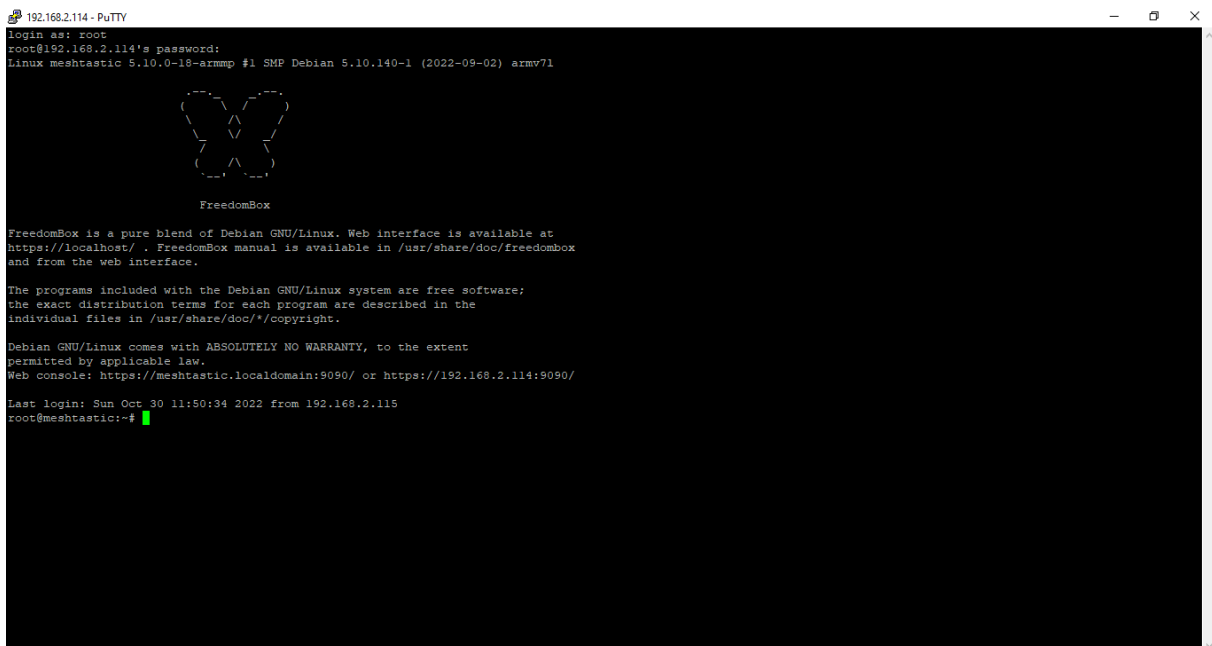 192.168.2.114 - PuTTY
login as: root
root@192.168.2.114's password:
Linux meshtastic 5.10.0-18-armmp #1 SMP Debian 5.10.140-1 (2022-09-02) armv7l
FreedomBox
FreedomBox is a pure blend of Debian GNU/Linux. Web interface is available at
https://localhost/ . FreedomBox manual is available in /usr/share/doc/freedombox
and from the web interface.
The programs included with the Debian GNU/Linux system are free software;
the exact distribution terms for each program are described in the
individual files in /usr/share/doc/*/copyright.
Debian GNU/Linux comes with ABSOLUTELY NO WARRANTY, to the extent
permitted by applicable law.
Web console: https://meshtastic.localdomain:9090/ or https://192.168.2.114:9090/
Last login: Sun Oct 30 11:50:34 2022 from 192.168.2.115
root@meshtastic:~#